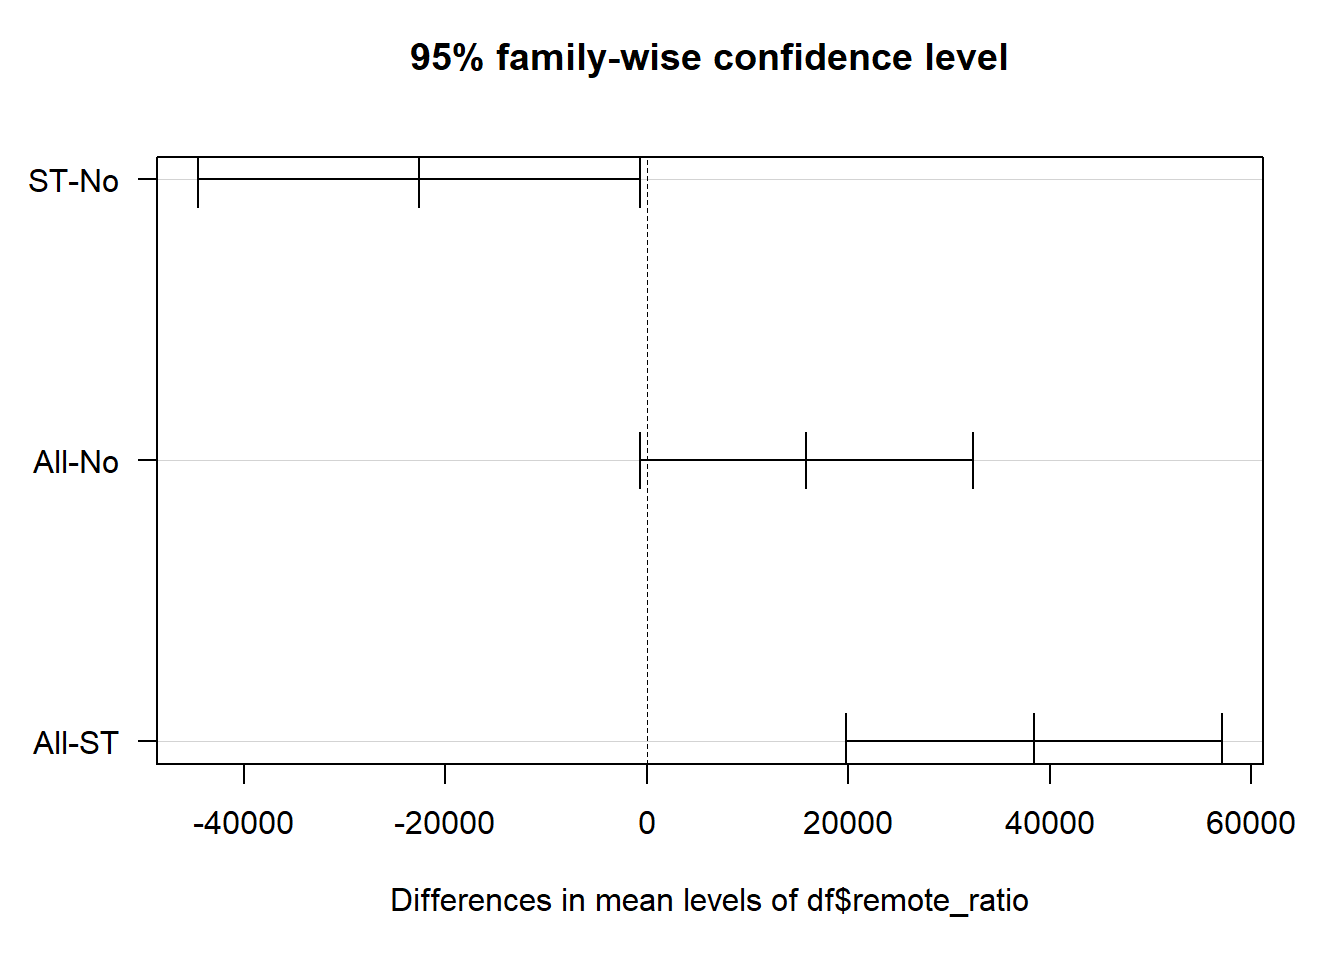 95% family-wise confidence level
ST-No
All-No
All-ST
-40000 -20000 0 20000 40000 60000
Differences in mean levels of df$remote_ratio